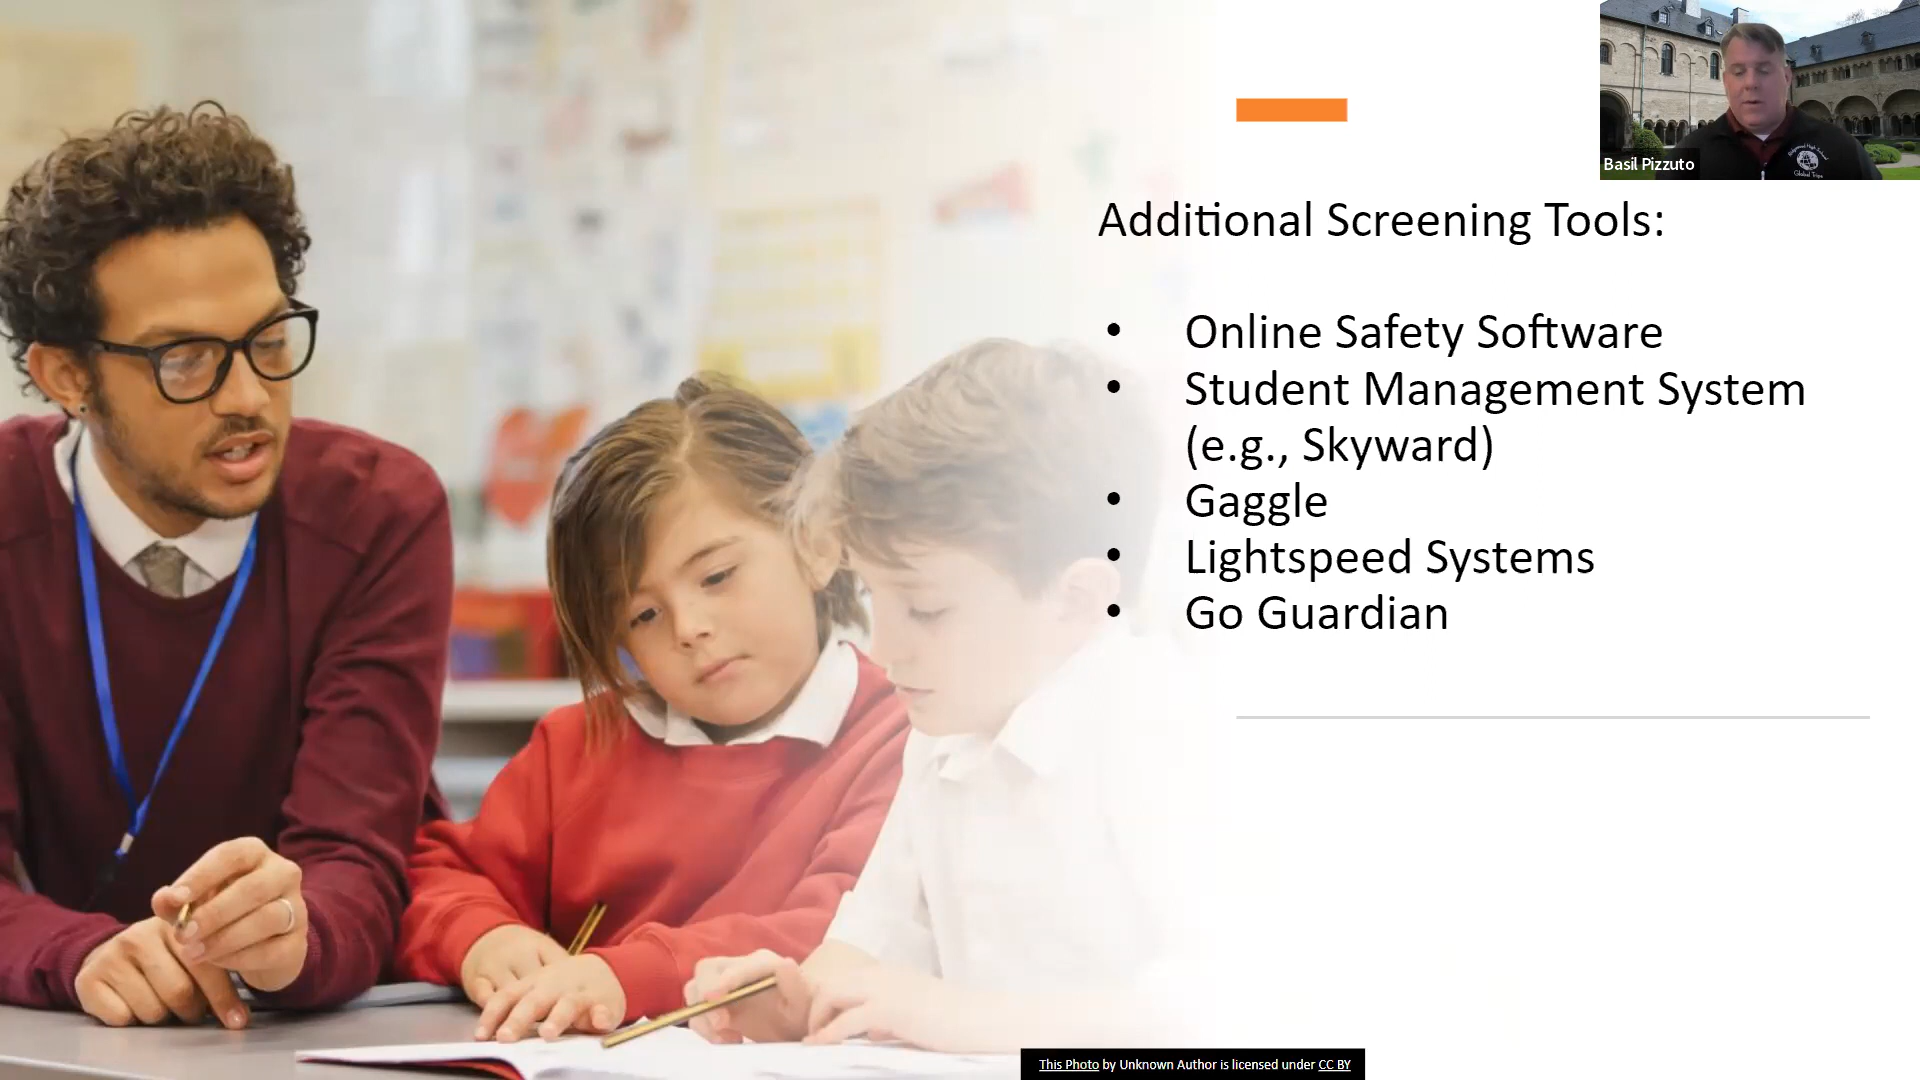 Basil Pizzuto
Additional Screening Tools:
• Online Safety Software
• Student Management System
(e.g., Skyward)
• Gaggle
• Lightspeed Systems
• Go Guardian
This Photo by Unknown Author is licensed under CC BY